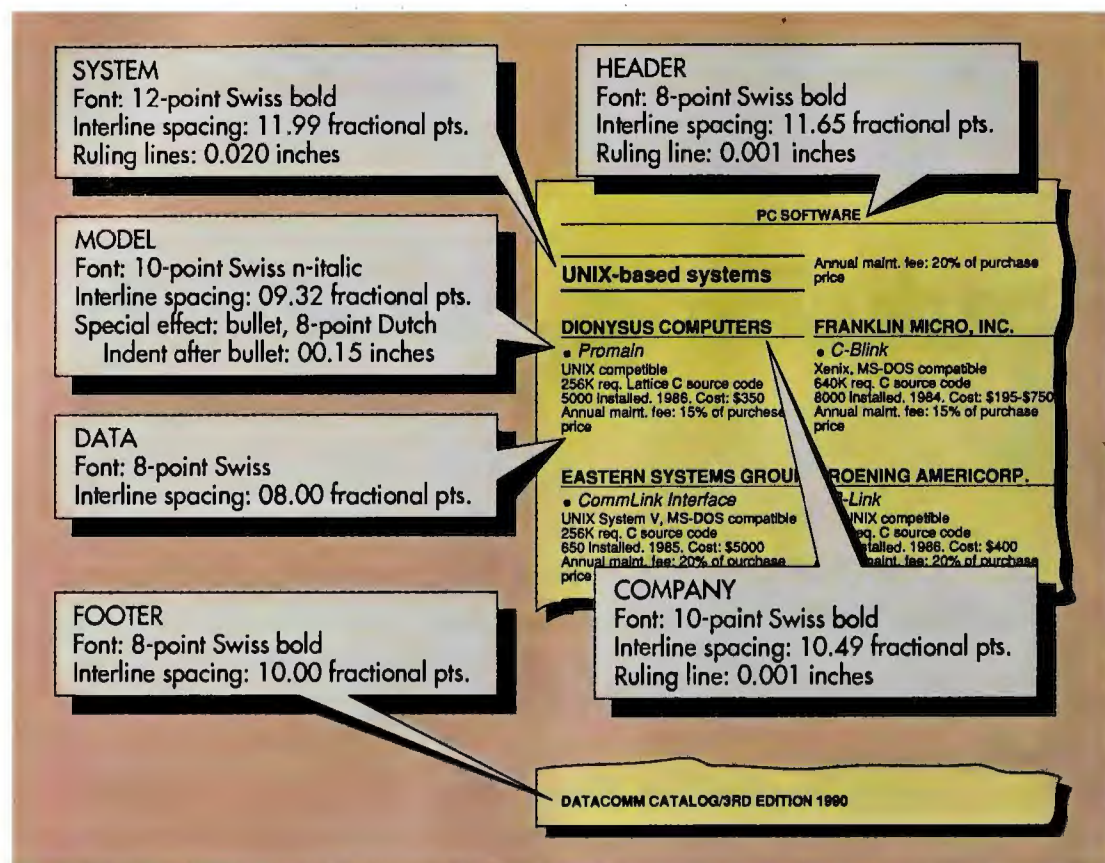 SYSTEM
Font: 12-point Swiss bold
Interline spacing: 11.99 fractional pts.
Ruling lines: 0.020 inches
HEADER
Font: 8-point Swiss bold
Interline spacing: 11.65 fractional pts.
Ruling line: 0.001 inches
MODEL
Font: 10-point Swiss n-italic
Interline spacing: 09.32 fractional pts.
Special effect: bullet, 8-point Dutch
Indent after bullet: 00.15 inches
DATA
Font: 8-point Swiss
Interline spacing: 08.00 fractional pts.
FOOTER
Font: 8-point Swiss bold
Interline spacing: 10.00 fractional pts.
PC SOFTWARE
UNIX-based systems
DIONYSUS COMPUTERS
• Promain
UNIX compatible
256K req. Lattice C source code
5000 installed. 1986. Cost: $350
Annual maint. fee: 15% of purchase
price
EASTERN SYSTEMS GROUP
• CommLink Interface
UNIX System V, MS-DOS compatible
256K req. C source code
650 installed. 1985. Cost: $5000
Annual maint. fee: 20% of purchase
price
Annual maint. fee: 20% of purchase
price
FRANKLIN MICRO, INC.
• C-Blink
Xenix, MS-DOS compatible
640K req. C source code
8000 installed. 1984. Cost: $195-$750
Annual maint. fee: 15% of purchase
price
ROENING AMERICORP.
-Link
UNIX compatible
req. C source code
stalled. 1986. Cost: $400
maint. fee: 20% of purchase
COMPANY
Font: 10-paint Swiss bold
Interline spacing: 10.49 fractional pts.
Ruling line: 0.001 inches
DATACOMM CATALOG/3RD EDITION 1990